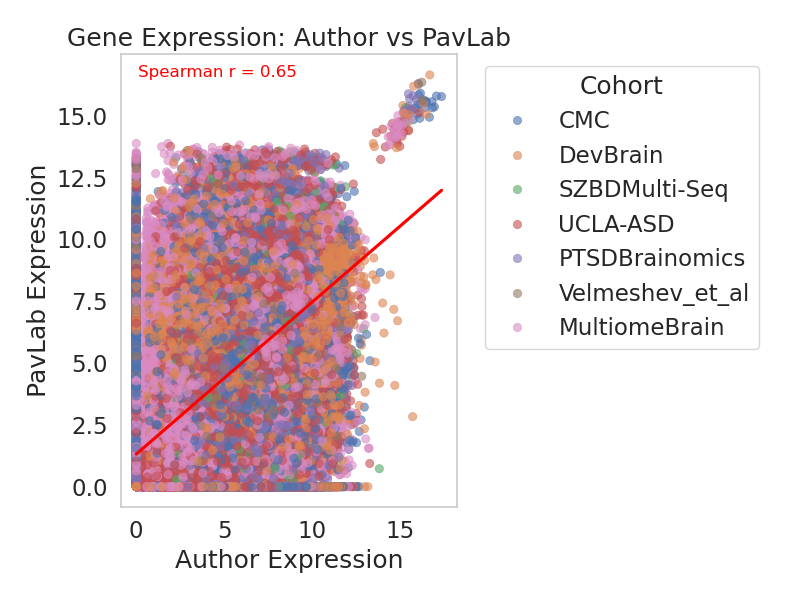 Gene Expression: Author vs PavLab
Spearman r = 0.65
PavLab Expression
15.0
12.5
10.0
7.5
5.0
2.5
0.0
0
5
10
15
Author Expression
Cohort
CMC
DevBrain
SZBDMulti-Seq
UCLA-ASD
PTSDBrainomics
Velmeshev_et_al
MultiomeBrain